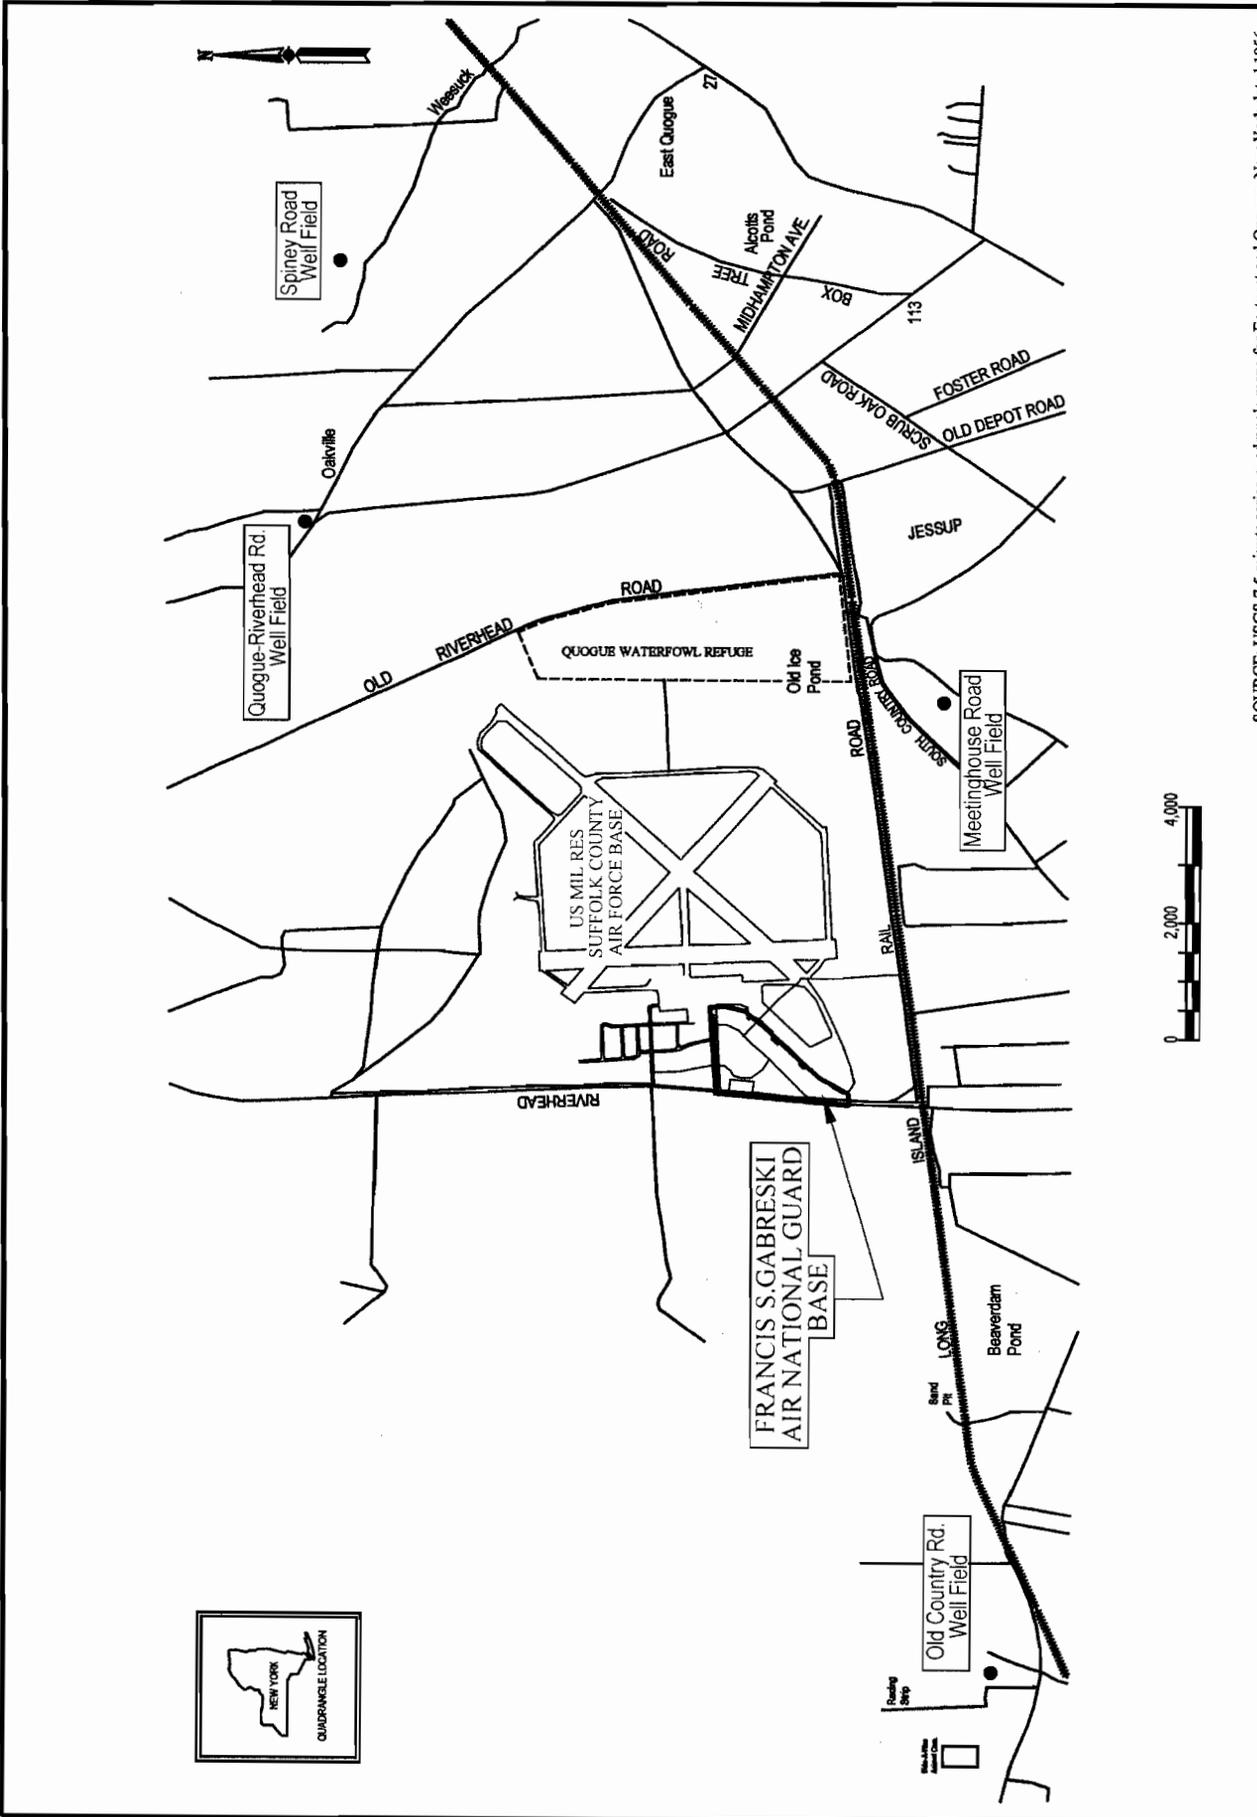 N
Weesuck
Spiney Road
Well Field
27
East Quogue
ROAD
TREE
BOX
Alcotts
Pond
MIDHAMPTON AVE.
113
SCRUB OAK ROAD
FOSTER ROAD
OLD DEPOT ROAD
Oakville
Quogue-Riverhead Rd.
Well Field
OLD
RIVERHEAD
ROAD
QUOGUE WATERFOWL REFUGE
Old Ice
Pond
JESSUP
SOUTH COUNTRY ROAD
Meetinghouse Road
Well Field
US MIL RES
SUFFOLK COUNTY
AIR FORCE BASE
RIVERHEAD
FRANCIS S.GABRESKI
AIR NATIONAL GUARD
BASE
LONG
ISLAND
RAIL
ROAD
Sand
Pit
Beaverdam
Pond
Old Country Rd.
Well Field
Racing
Strip
NEW YORK
QUADRANGLE LOCATION
0
2,000
4,000